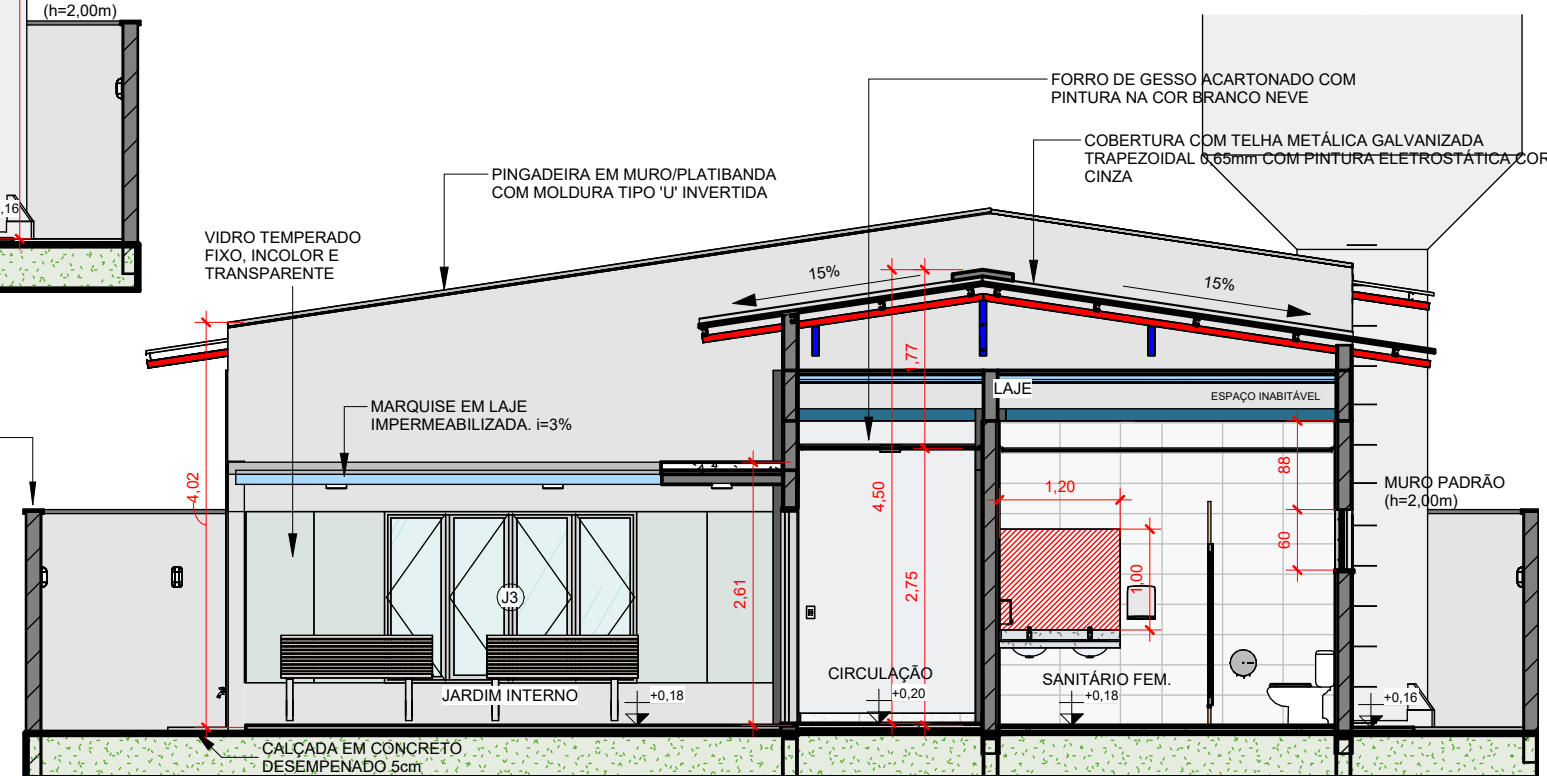 (h=2,00m)
FORRO DE GESSO ACARTONADO COM
PINTURA NA COR BRANCO NEVE
COBERTURA COM TELHA METÁLICA GALVANIZADA
TRAPEZOIDAL 0,65mm COM PINTURA ELETROSTÁTICA COR
CINZA
PINGADEIRA EM MURO/PLATIBANDA
COM MOLDURA TIPO 'U' INVERTIDA
,16
VIDRO TEMPERADO
FIXO, INCOLOR E
TRANSPARENTE
15%
15%
1,77
LAJE
ESPAÇO INABITÁVEL
MARQUISE EM LAJE
IMPERMEABILIZADA. i=3%
4,02
4,50
88
1,20
MURO PADRÃO
(h=2,00m)
60
J3
2,61
2,75
1,00
CIRCULAÇÃO
+0,20
SANITÁRIO FEM.
+0,18
JARDIM INTERNO
+0,18
+0,16
CALÇADA EM CONCRETO
DESEMPENADO 5cm